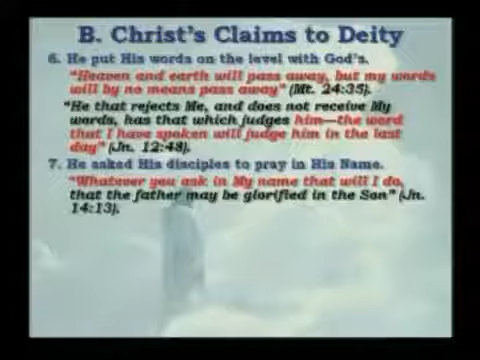 B. Christ's Claims to Deity
6. He put His words on the level with God's.
"Heaven and earth will pass away, but my words
will by no means pass away" (Mt. 24:35).
"He that rejects Me, and does not receive My
words, has that which judges him—the word
that I have spoken will judge him in the last
day" (Jn. 12:48).
7. He asked His disciples to pray in His Name.
"Whatever you ask in My name that will I do,
that the father may be glorified in the Son" (Jn.
14:13).